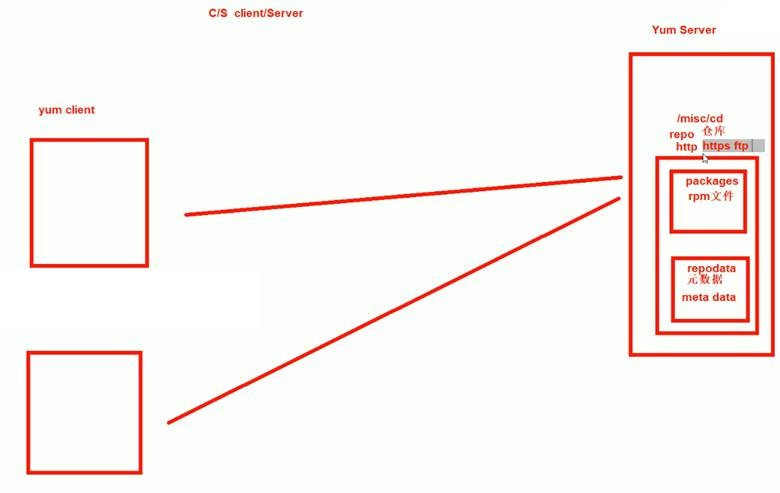 C/S client/Server
Yum Server
yum client
/misc/cd
repo 仓库
http https ftp
packages
rpm文件
repodata
元数据
meta data